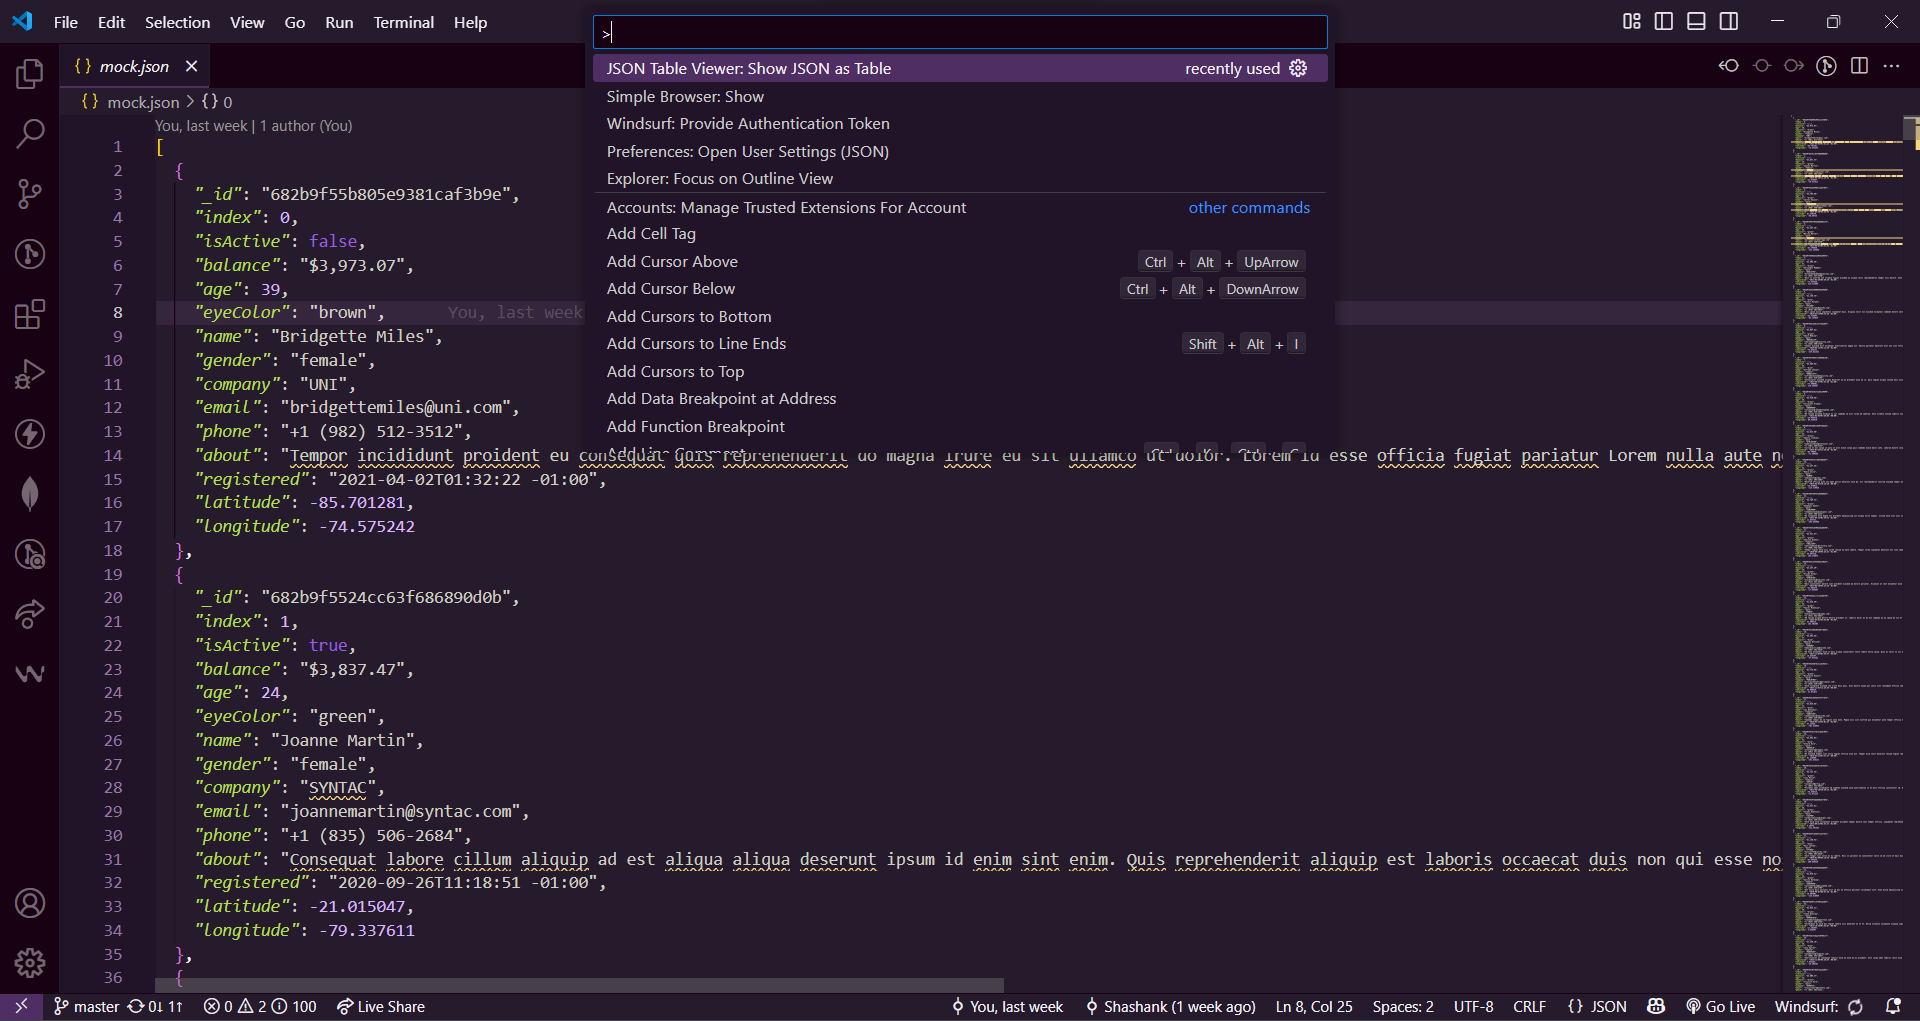 File Edit Selection View Go Run Terminal Help
>
{} mock.json
{} mock.json > {} 0
JSON Table Viewer: Show JSON as Table recently used
Simple Browser: Show
Windsurf: Provide Authentication Token
Preferences: Open User Settings (JSON)
Explorer: Focus on Outline View
Accounts: Manage Trusted Extensions For Account other commands
Add Cell Tag
Add Cursor Above Ctrl + Alt + UpArrow
Add Cursor Below Ctrl + Alt + DownArrow
Add Cursors to Bottom
Add Cursors to Line Ends Shift + Alt + I
Add Cursors to Top
Add Data Breakpoint at Address
Add Function Breakpoint
You, last week | 1 author (You)
1 [
2 {
3 "_id": "682b9f55b805e9381caf3b9e",
4 "index": 0,
5 "isActive": false,
6 "balance": "$3,973.07",
7 "age": 39,
8 "eyeColor": "brown", You, last week
9 "name": "Bridgette Miles",
10 "gender": "female",
11 "company": "UNI",
12 "email": "bridgettemiles@uni.com",
13 "phone": "+1 (982) 512-3512",
14 "about": "Tempor incididunt proident eu consequat quis reprehenderit do magna irure eu sit ullamco ut dolor. Lorem id esse officia fugiat pariatur Lorem nulla aute
15 "registered": "2021-04-02T01:32:22 -01:00",
16 "latitude": -85.701281,
17 "longitude": -74.575242
18 },
19 {
20 "_id": "682b9f5524cc63f686890d0b",
21 "index": 1,
22 "isActive": true,
23 "balance": "$3,837.47",
24 "age": 24,
25 "eyeColor": "green",
26 "name": "Joanne Martin",
27 "gender": "female",
28 "company": "SYNTAC",
29 "email": "joannemartin@syntac.com",
30 "phone": "+1 (835) 506-2684",
31 "about": "Consequat labore cillum aliquip ad est aliqua aliqua deserunt ipsum id enim sint enim. Quis reprehenderit aliquip est laboris occaecat duis non qui esse no
32 "registered": "2020-09-26T11:18:51 -01:00",
33 "latitude": -21.015047,
34 "longitude": -79.337611
35 },
36 {
master 0↓ 1↑ 0 2 100 Live Share You, last week Shashank (1 week ago) Ln 8, Col 25 Spaces: 2 UTF-8 CRLF {} JSON Go Live Windsurf: